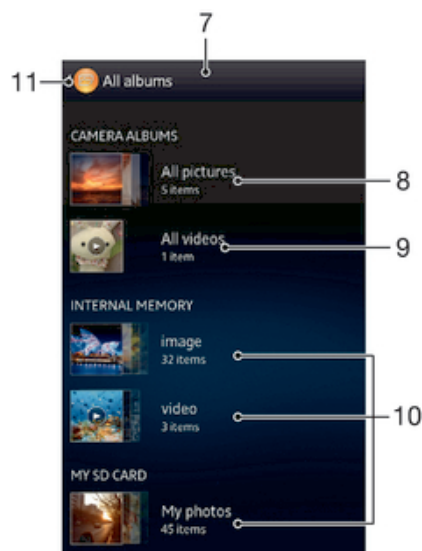 7
11
All albums
CAMERA ALBUMS
All pictures
5 items
8
All videos
1 item
9
INTERNAL MEMORY
image
32 items
video
3 items
10
MY SD CARD
My photos
45 items